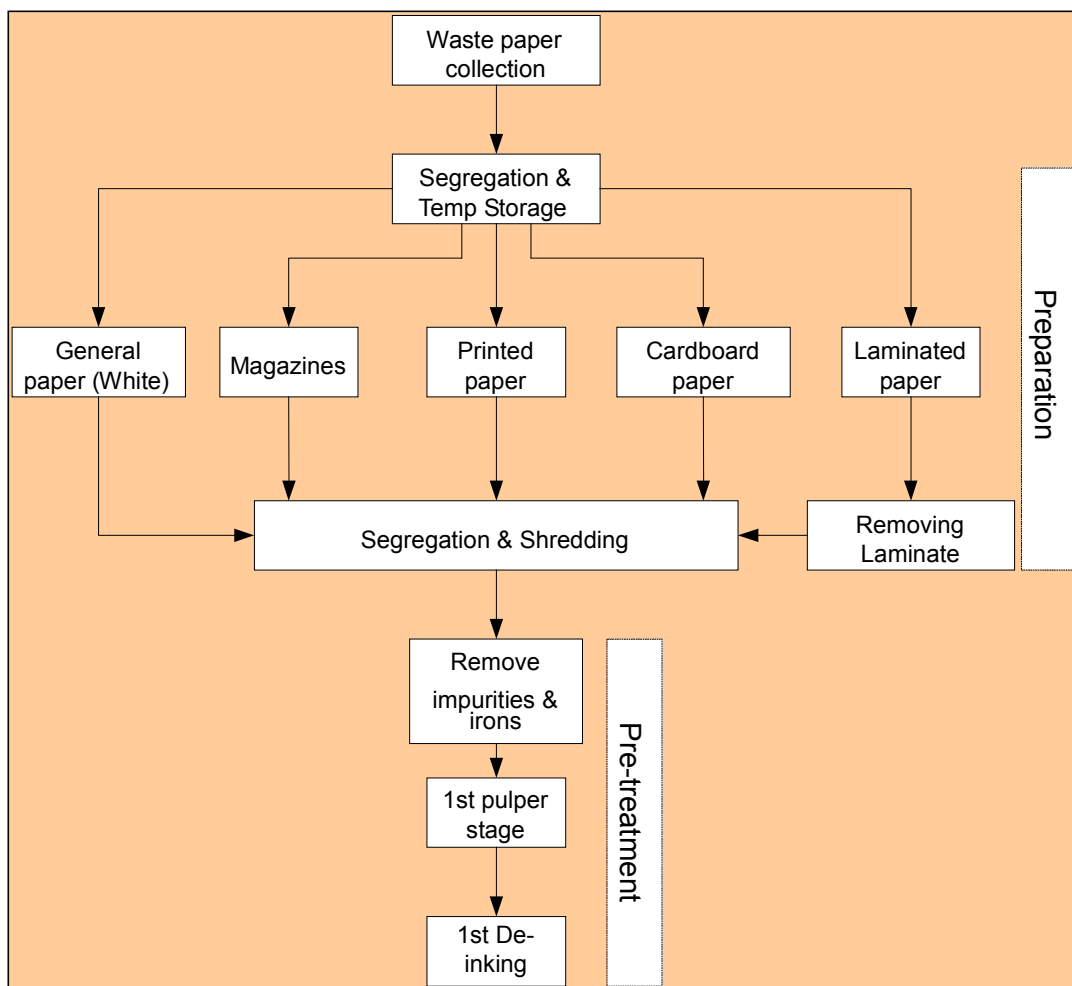 Waste paper
collection
Segregation &
Temp Storage
General
paper (White)
Magazines
Printed
paper
Cardboard
paper
Laminated
paper
Preparation
Segregation & Shredding
Removing
Laminate
Remove
impurities &
irons
Pre-treatment
1st pulper
stage
1st De-
inking